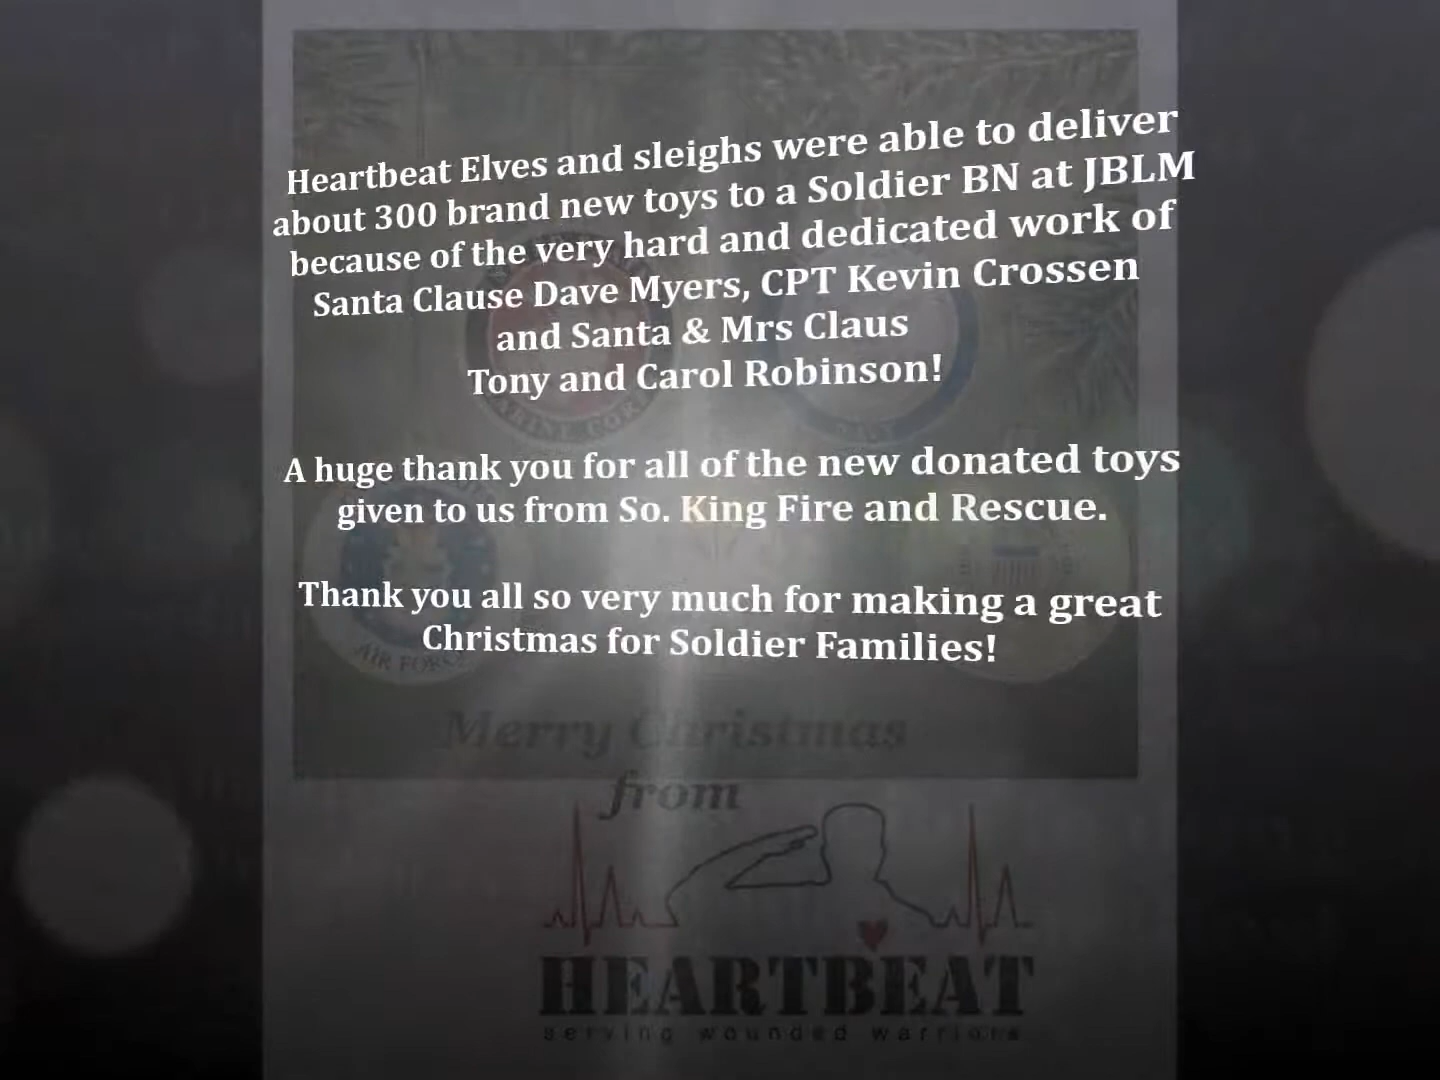 Heartbeat Elves and sleighs were able to deliver
about 300 brand new toys to a Soldier BN at JBLM
because of the very hard and dedicated work of
Santa Clause Dave Myers, CPT Kevin Crossen
and Santa & Mrs Claus
Tony and Carol Robinson!
A huge thank you for all of the new donated toys
given to us from So. King Fire and Rescue.
Thank you all so very much for making a great
Christmas for Soldier Families!
AIR FORCE
Merry Christmas
from
HEARTBEAT
serving wounded warriors